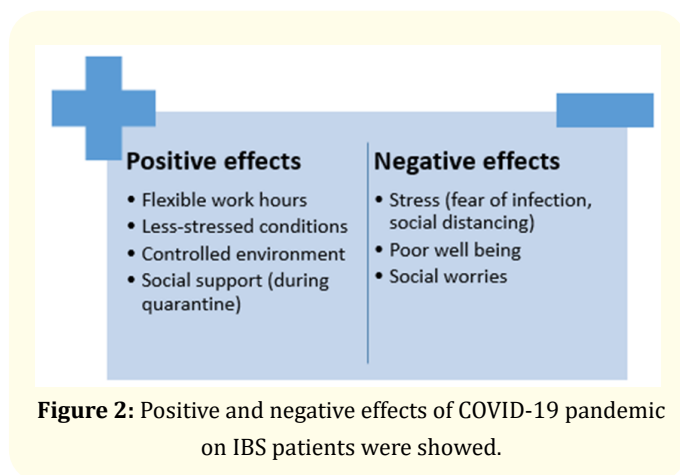 Positive effects
• Flexible work hours
• Less-stressed conditions
• Controlled environment
• Social support (during
quarantine)
Negative effects
• Stress (fear of infection,
social distancing)
• Poor well being
• Social worries
Figure 2: Positive and negative effects of COVID-19 pandemic
on IBS patients were showed.